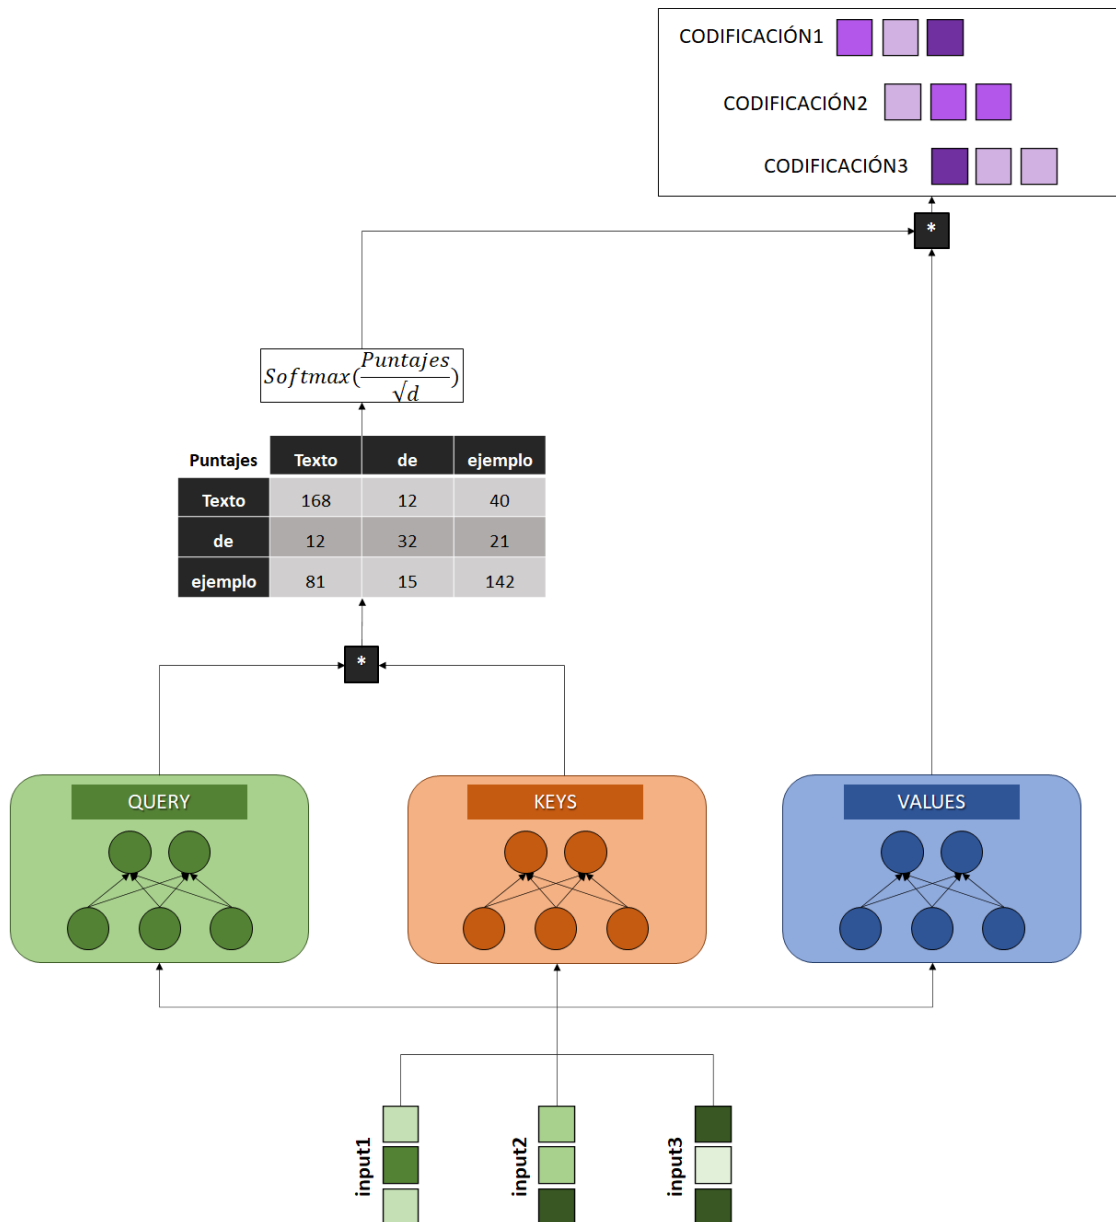 CODIFICACIÓN1
CODIFICACIÓN2
CODIFICACIÓN3
*
Softmax(Puntajes/√d)
Puntajes Texto de ejemplo
Texto 168 12 40
de 12 32 21
ejemplo 81 15 142
*
QUERY KEYS VALUES
input1 input2 input3